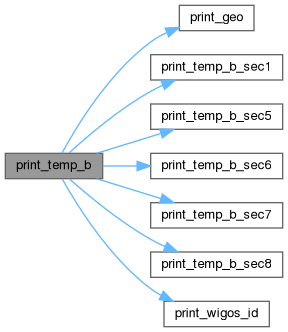 print_geo
print_temp_b_sec1
print_temp_b_sec5
print_temp_b
print_temp_b_sec6
print_temp_b_sec7
print_temp_b_sec8
print_wigos_id